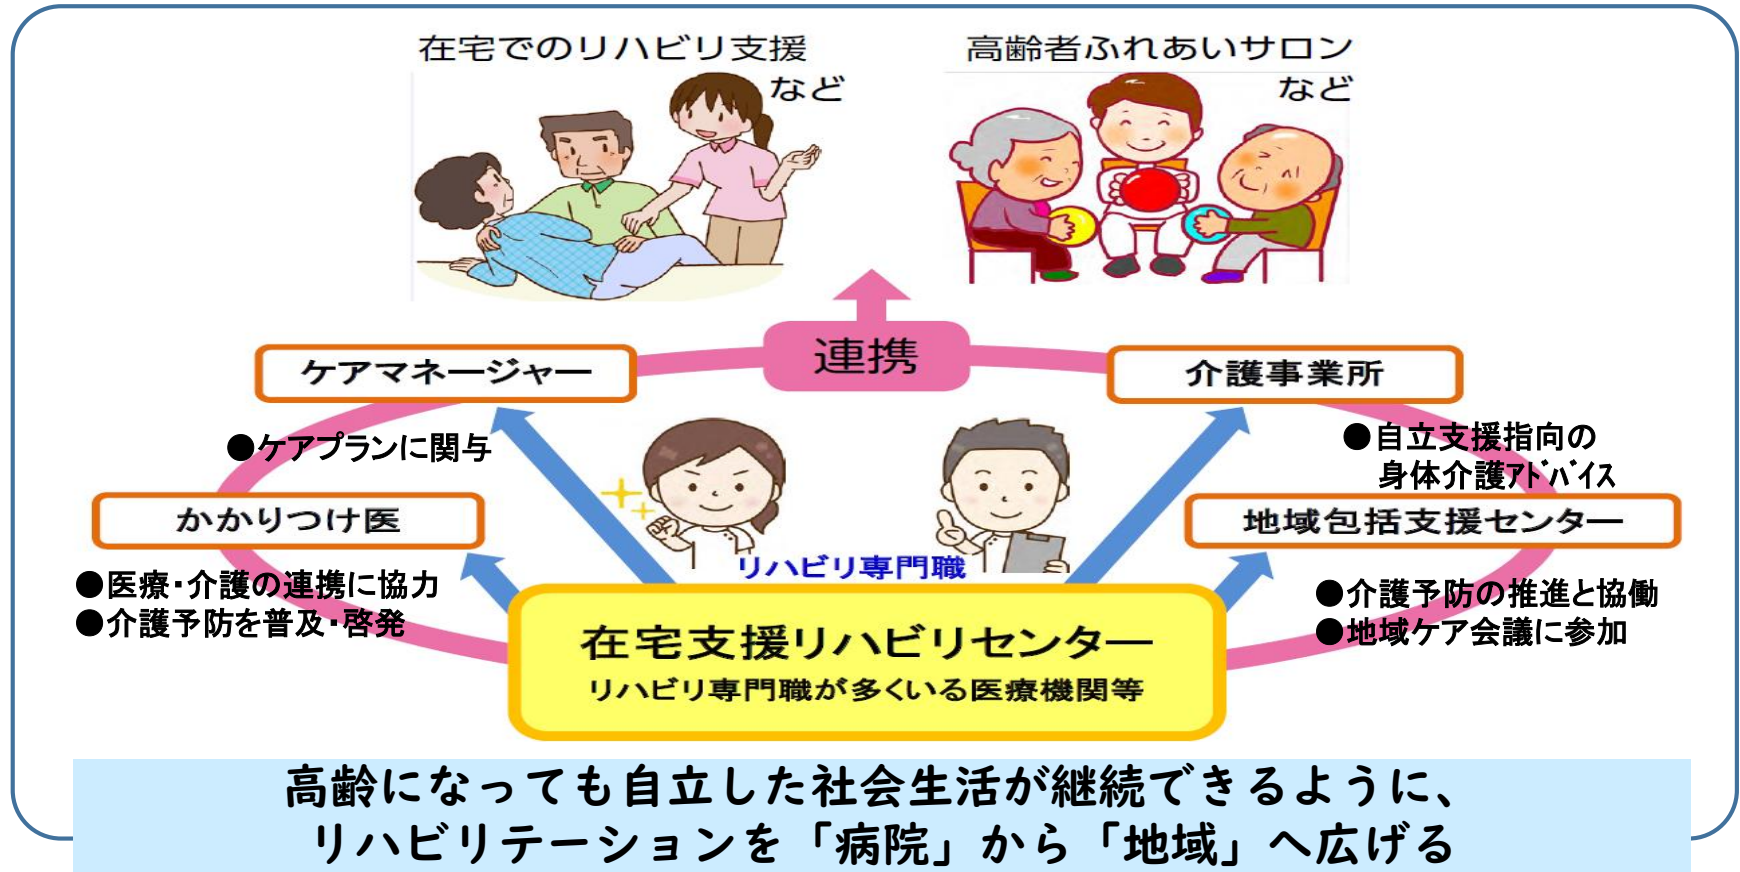 在宅でのリハビリ支援
など
高齢者ふれあいサロン
など
連携
ケアマネージャー
介護事業所
●ケアプランに関与
●自立支援指向の
身体介護ｱﾄﾞﾊﾞｲｽ
かかりつけ医
地域包括支援センター
リハビリ専門職
●医療・介護の連携に協力
●介護予防を普及・啓発
●介護予防の推進と協働
●地域ケア会議に参加
在宅支援リハビリセンター
リハビリ専門職が多くいる医療機関等
高齢になっても自立した社会生活が継続できるように、
リハビリテーションを「病院」から「地域」へ広げる